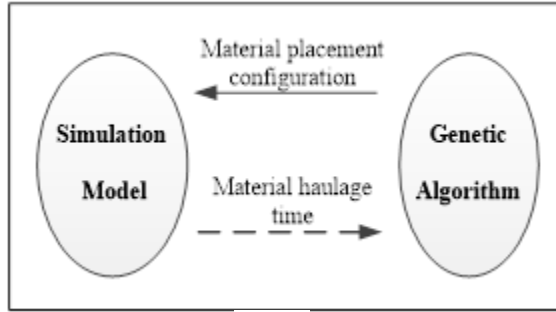 Material placement
configuration
Simulation
Model
Genetic
Algorithm
Material haulage
time